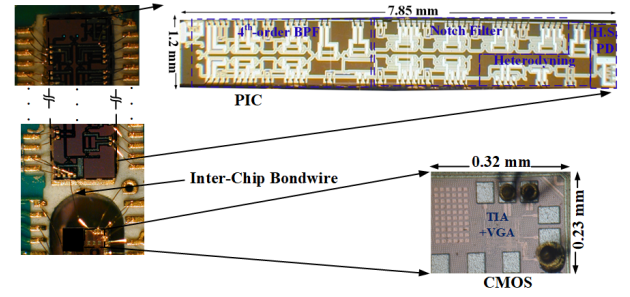 7.85 mm
1.2 mm
4th-order BPF
Notch Filter
H.S.
PD
Heterodyning
PIC
Inter-Chip Bondwire
0.32 mm
TIA
+VGA
0.23 mm
CMOS